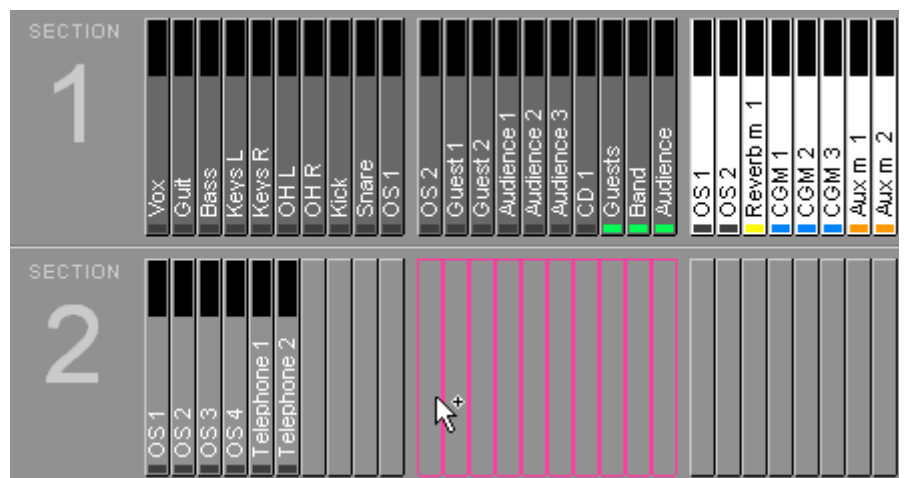 SECTION
1
Vox
Guit
Bass
Keys L
Keys R
OH L
OH R
Kick
Snare
OS 1
OS 2
Guest 1
Guest 2
Audience 1
Audience 2
Audience 3
CD 1
Guests
Band
Audience
OS 1
OS 2
Reverb m 1
CGM 1
CGM 2
CGM 3
Aux m 1
Aux m 2
SECTION
2
OS 1
OS 2
OS 3
OS 4
Telephone 1
Telephone 2